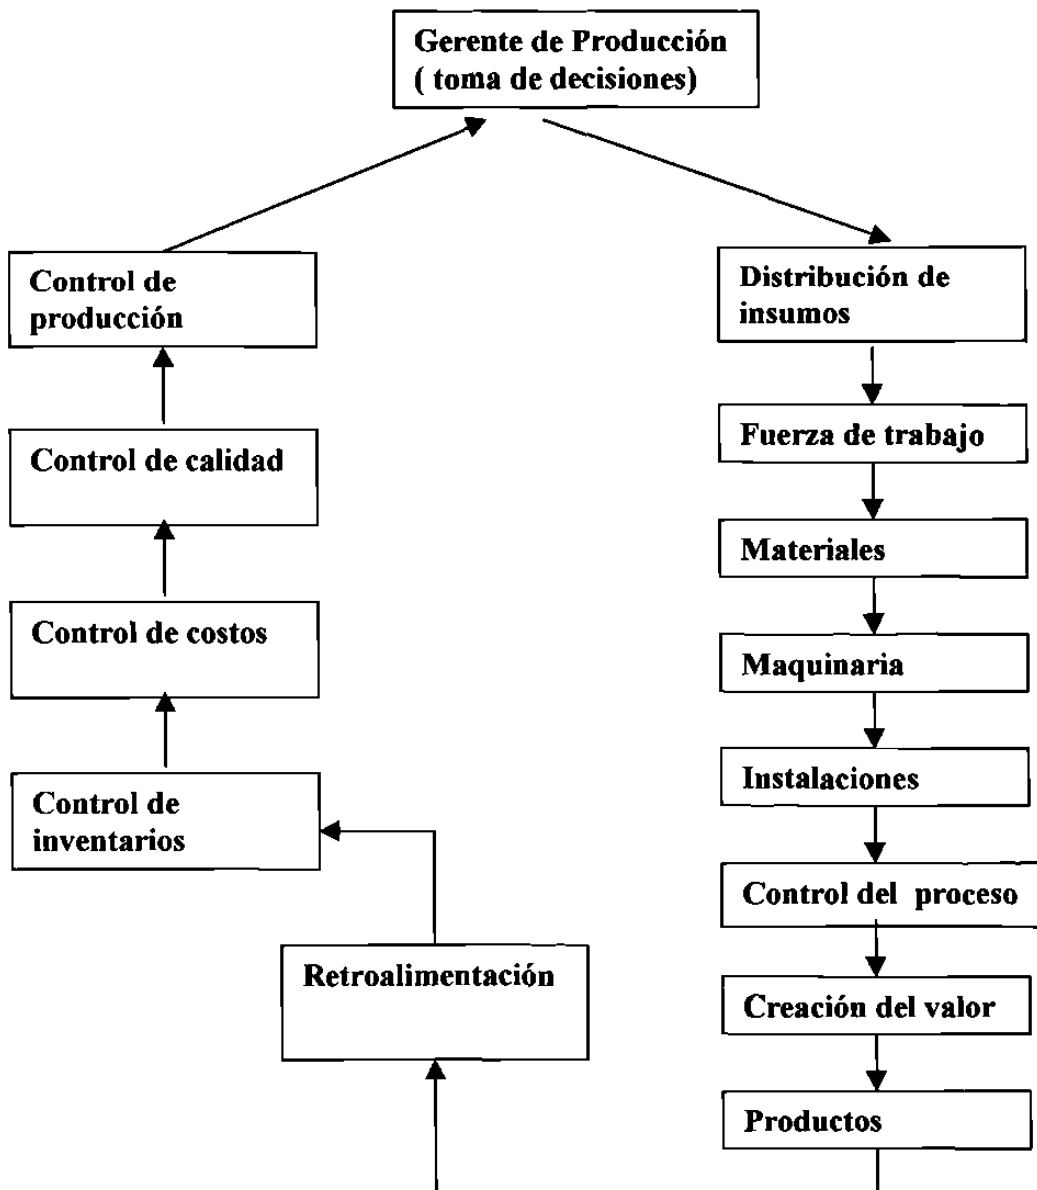 Gerente de Producción
( toma de decisiones)
Control de
producción
Distribución de
insumos
Fuerza de trabajo
Control de calidad
Materiales
Control de costos
Maquinaria
Instalaciones
Control de
inventarios
Control del proceso
Retroalimentación
Creación del valor
Productos